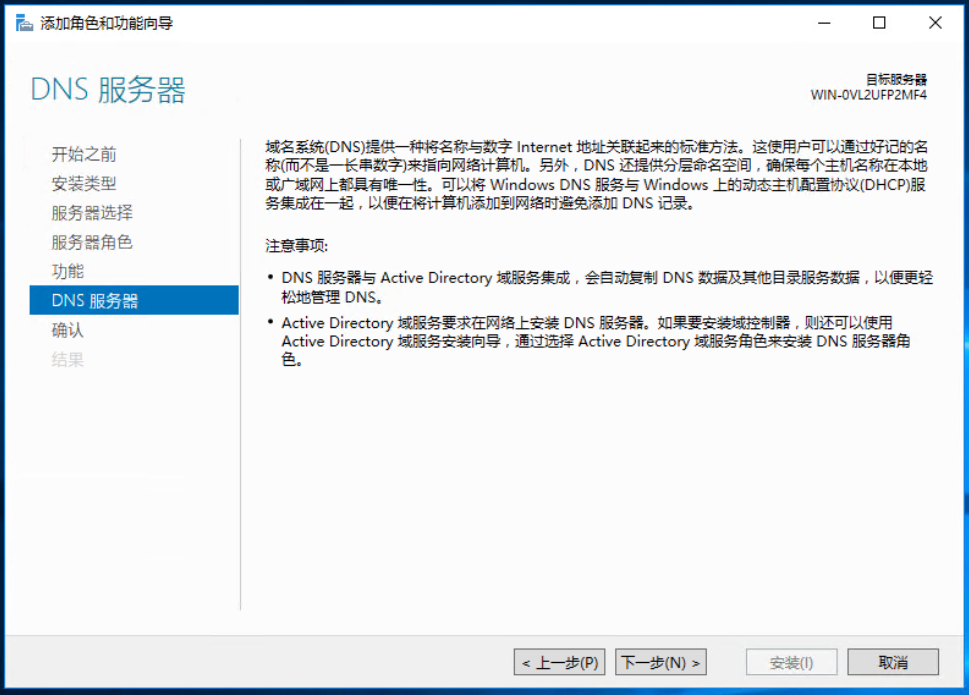 添加角色和功能向导
DNS 服务器
目标服务器
WIN-0VL2UFP2MF4
开始之前
安装类型
服务器选择
服务器角色
功能
DNS 服务器
确认
结果
域名系统(DNS)提供一种将名称与数字 Internet 地址关联起来的标准方法。这使用户可以通过好记的名
称(而不是一长串数字)来指向网络计算机。另外，DNS 还提供分层命名空间，确保每个主机名称在本地
或广域网上都具有唯一性。可以将 Windows DNS 服务与 Windows 上的动态主机配置协议(DHCP)服
务集成在一起，以便在将计算机添加到网络时避免添加 DNS 记录。
注意事项:
• DNS 服务器与 Active Directory 域服务集成，会自动复制 DNS 数据及其他目录服务数据，以便更轻
松地管理 DNS。
• Active Directory 域服务要求在网络上安装 DNS 服务器。如果要安装域控制器，则还可以使用
Active Directory 域服务安装向导，通过选择 Active Directory 域服务角色来安装 DNS 服务器角
色。
< 上一步(P) 下一步(N) > 安装(I) 取消